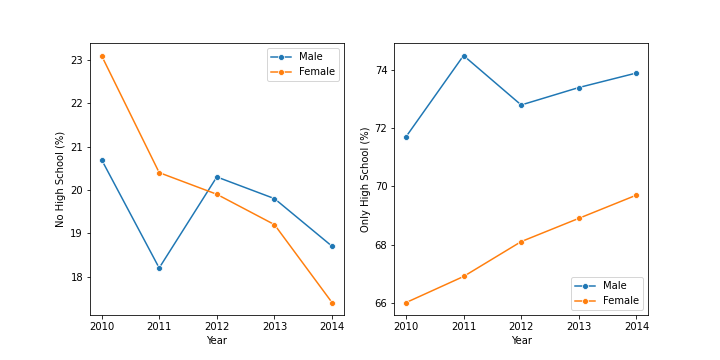 No High School (%)
23
22
21
20
19
18
2010 2011 2012 2013 2014
Year
Male
Female
Only High School (%)
74
72
70
68
66
2010 2011 2012 2013 2014
Year
Male
Female